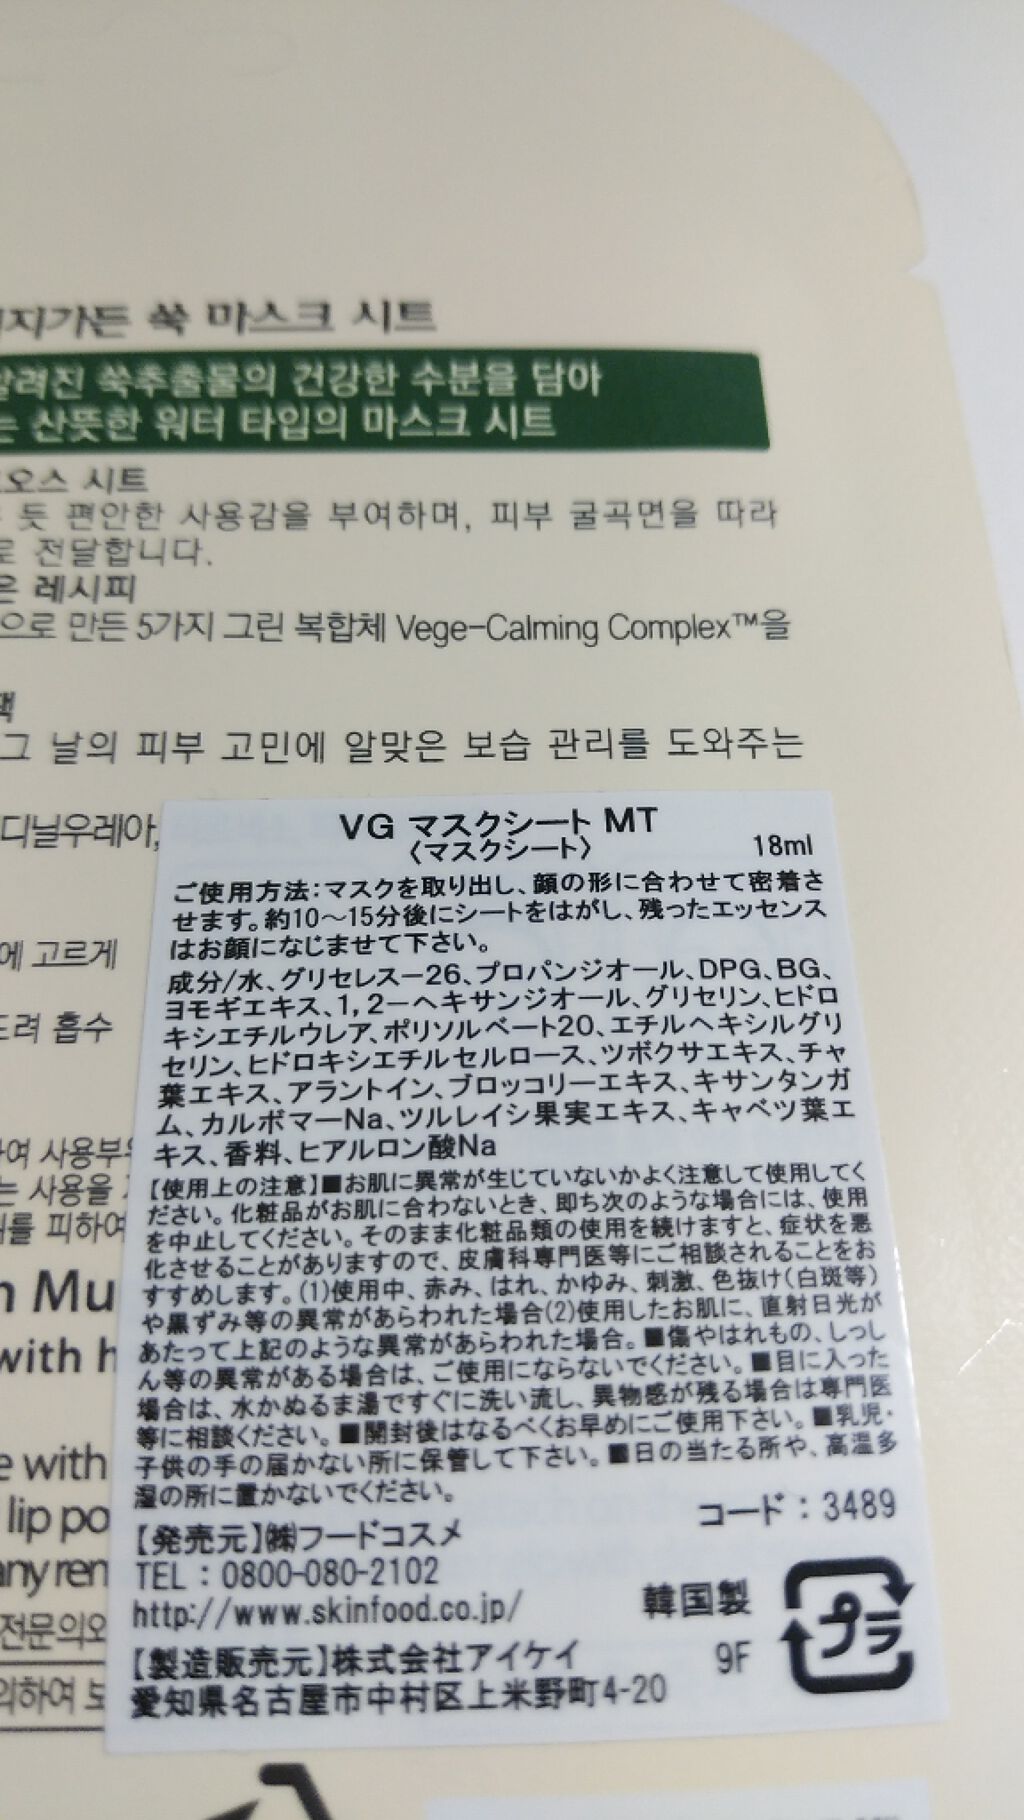 지가든 쑥 마스크 시트
알려진 쑥추출물의 건강한 수분을 담아
는 산뜻한 워터 타입의 마스크 시트
오스 시트
듯 편안한 사용감을 부여하며, 피부 굴곡면을 따라
로 전달합니다.
은 레시피
으로 만든 5가지 그린 복합체 Vege-Calming Complex™을
팩
그 날의 피부 고민에 알맞은 보습 관리를 도와주는
디닐우레아,
에 고르게
드려 흡수
하여 사용부
는 사용을
를 피하여
n Mu
with h
e with
lip po
any ren
전문의와
의하여 보
VG マスクシート MT
〈マスクシート〉 18ml
ご使用方法:マスクを取り出し、顔の形に合わせて密着さ
せます。約10～15分後にシートをはがし、残ったエッセンス
はお顔になじませて下さい。
成分/水、グリセレス－26、プロパンジオール、DPG、BG、
ヨモギエキス、1,2－ヘキサンジオール、グリセリン、ヒドロ
キシエチルウレア、ポリソルベート20、エチルヘキシルグリ
セリン、ヒドロキシエチルセルロース、ツボクサエキス、チャ
葉エキス、アラントイン、ブロッコリーエキス、キサンタンガ
ム、カルボマーNa、ツルレイシ果実エキス、キャベツ葉エ
キス、香料、ヒアルロン酸Na
【使用上の注意】■お肌に異常が生じていないかよく注意して使用してく
ださい。化粧品がお肌に合わないとき、即ち次のような場合には、使用
を中止してください。そのまま化粧品類の使用を続けますと、症状を悪
化させることがありますので、皮膚科専門医等にご相談されることをお
すすめします。(1)使用中、赤み、はれ、かゆみ、刺激、色抜け(白斑等)
や黒ずみ等の異常があらわれた場合(2)使用したお肌に、直射日光が
あたって上記のような異常があらわれた場合。■傷やはれもの、しっし
ん等の異常がある場合は、ご使用にならないでください。■目に入った
場合は、水かぬるま湯ですぐに洗い流し、異物感が残る場合は専門医
等に相談ください。■開封後はなるべくお早めにご使用下さい。■乳児・
子供の手の届かない所に保管して下さい。■日の当たる所や、高温多
湿の所に置かないでください。
コード：3489
【発売元】㈱フードコスメ
TEL：0800-080-2102
http://www.skinfood.co.jp/
韓国製
【製造販売元】株式会社アイケイ
9F
愛知県名古屋市中村区上米野町4-20
プラ